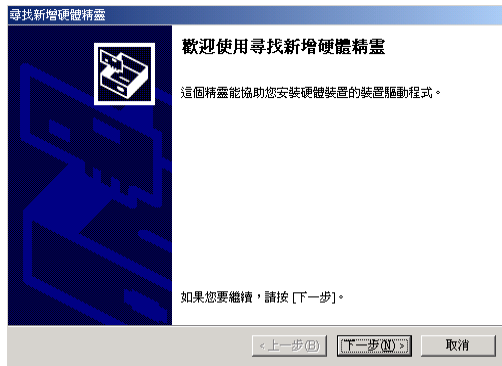 尋找新增硬體精靈
歡迎使用尋找新增硬體精靈
這個精靈能協助您安裝硬體裝置的裝置驅動程式。
如果您要繼續，請按 [下一步]。
< 上一步(B)
下一步(N) >
取消